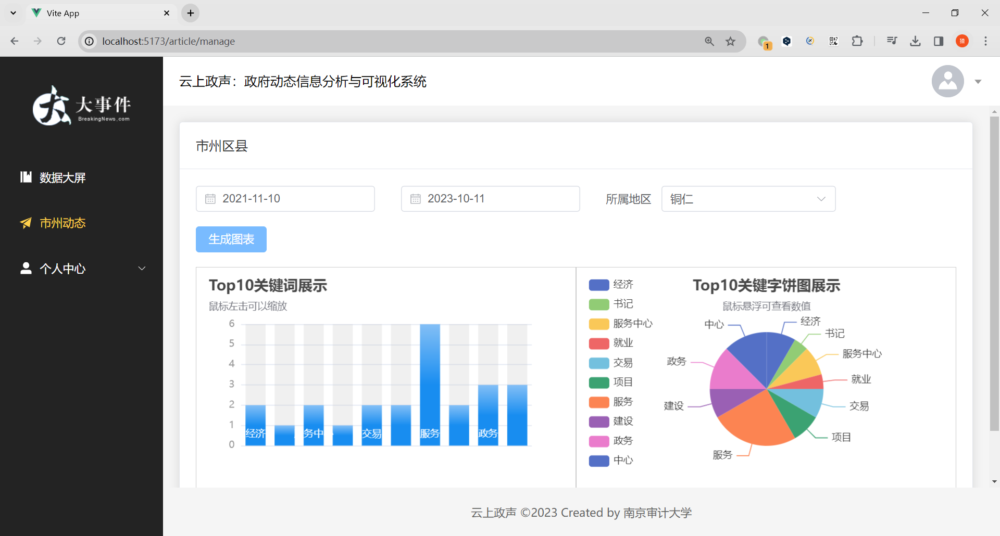 Vite App
localhost:5173/article/manage
1
猹
大事件
BreakingNews.com
数据大屏
市州动态
个人中心
云上政声：政府动态信息分析与可视化系统
市州区县
2021-11-10
2023-10-11
所属地区
铜仁
生成图表
Top10关键词展示
鼠标左击可以缩放
6
5
4
3
2
1
0
经济
务中
交易
服务
政务
经济
书记
服务中心
就业
交易
项目
服务
建设
政务
中心
Top10关键字饼图展示
鼠标悬浮可查看数值
中心
经济
书记
政务
服务中心
就业
建设
交易
项目
服务
云上政声 ©2023 Created by 南京审计大学